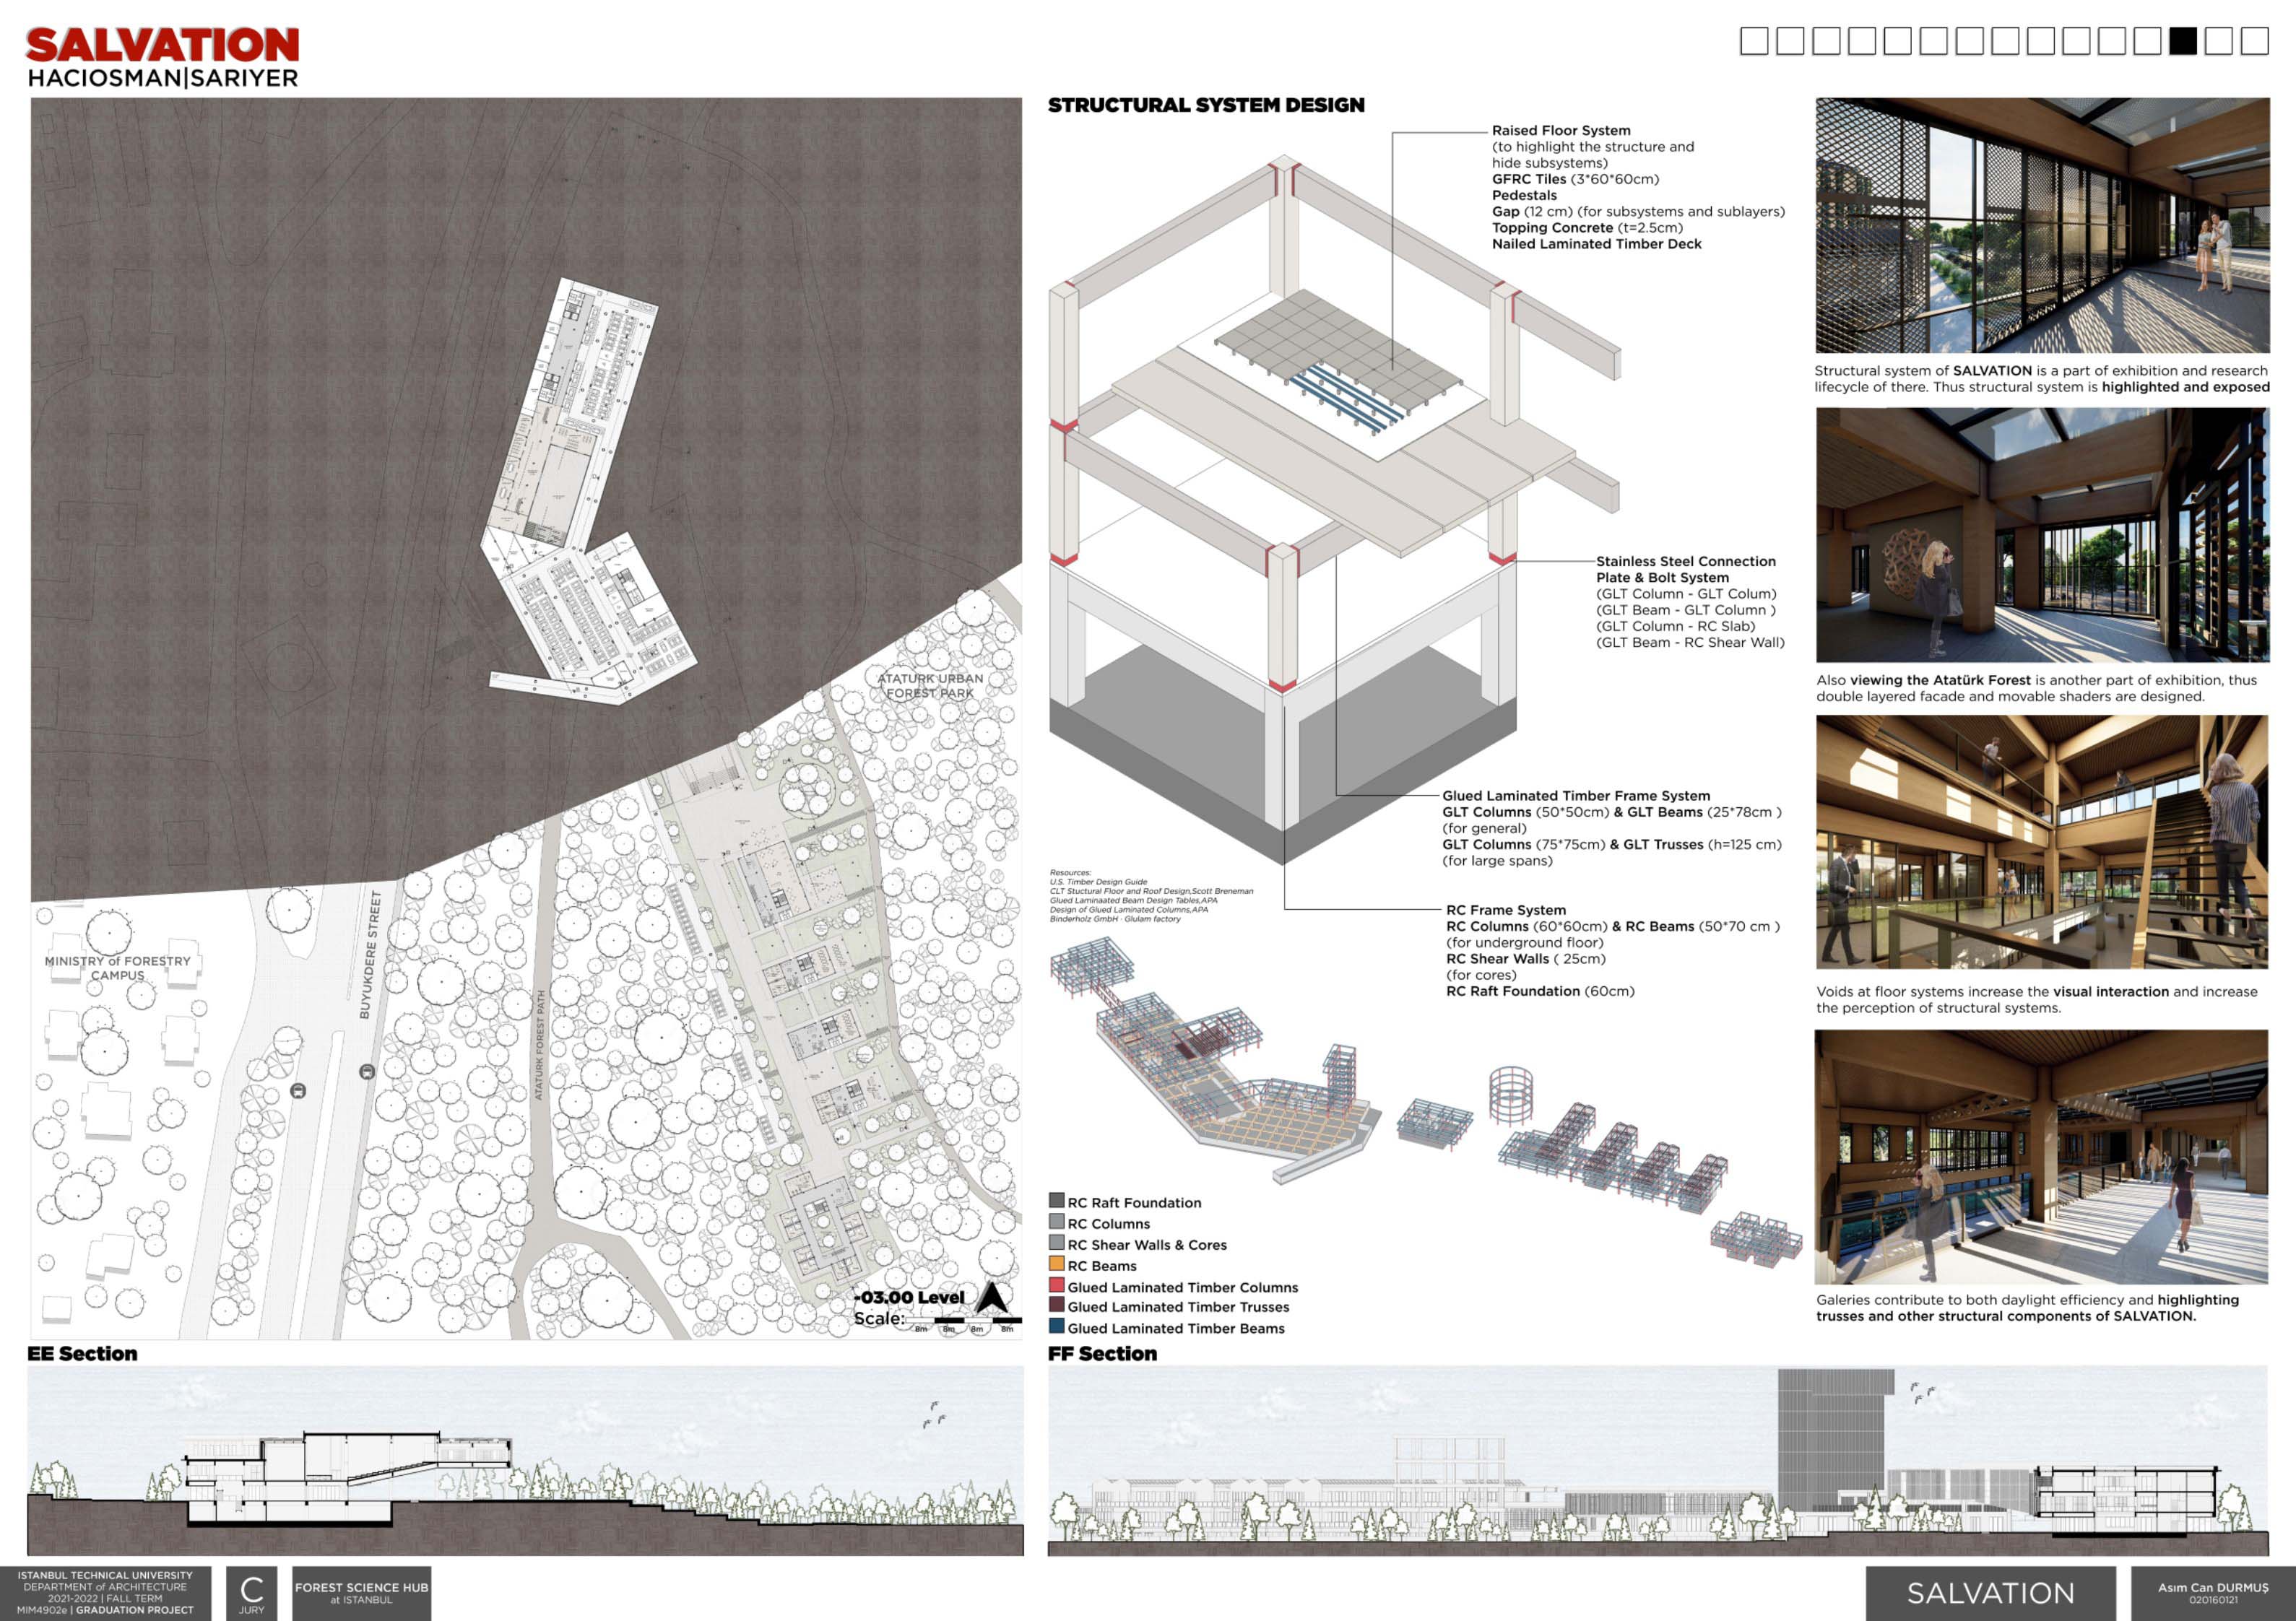 SALVATION
HACIOSMAN|SARIYER
MINISTRY of FORESTRY
CAMPUS
BUYUKDERE STREET
ATATURK FOREST PATH
ATATURK URBAN
FOREST PARK
-03.00 Level
Scale:
8m 8m 8m 8m
STRUCTURAL SYSTEM DESIGN
Raised Floor System
(to highlight the structure and
hide subsystems)
GFRC Tiles (3*60*60cm)
Pedestals
Gap (12 cm) (for subsystems and sublayers)
Topping Concrete (t=2.5cm)
Nailed Laminated Timber Deck
Stainless Steel Connection
Plate & Bolt System
(GLT Column - GLT Colum)
(GLT Beam - GLT Column )
(GLT Column - RC Slab)
(GLT Beam - RC Shear Wall)
Glued Laminated Timber Frame System
GLT Columns (50*50cm) & GLT Beams (25*78cm )
(for general)
GLT Columns (75*75cm) & GLT Trusses (h=125 cm)
(for large spans)
RC Frame System
RC Columns (60*60cm) & RC Beams (50*70 cm )
(for underground floor)
RC Shear Walls ( 25cm)
(for cores)
RC Raft Foundation (60cm)
Resources:
U.S. Timber Design Guide
CLT Stuctural Floor and Roof Design,Scott Breneman
Glued Laminaated Beam Design Tables,APA
Design of Glued Laminated Columns,APA
Binderholz GmbH - Glulam factory
RC Raft Foundation
RC Columns
RC Shear Walls & Cores
RC Beams
Glued Laminated Timber Columns
Glued Laminated Timber Trusses
Glued Laminated Timber Beams
Structural system of SALVATION is a part of exhibition and research
lifecycle of there. Thus structural system is highlighted and exposed
Also viewing the Atatürk Forest is another part of exhibition, thus
double layered facade and movable shaders are designed.
Voids at floor systems increase the visual interaction and increase
the perception of structural systems.
Galeries contribute to both daylight efficiency and highlighting
trusses and other structural components of SALVATION.
EE Section
FF Section
ISTANBUL TECHNICAL UNIVERSITY
DEPARTMENT of ARCHITECTURE
2021-2022 | FALL TERM
MIM4902e | GRADUATION PROJECT
C
JURY
FOREST SCIENCE HUB
at ISTANBUL
SALVATION
Asım Can DURMUŞ
020160121